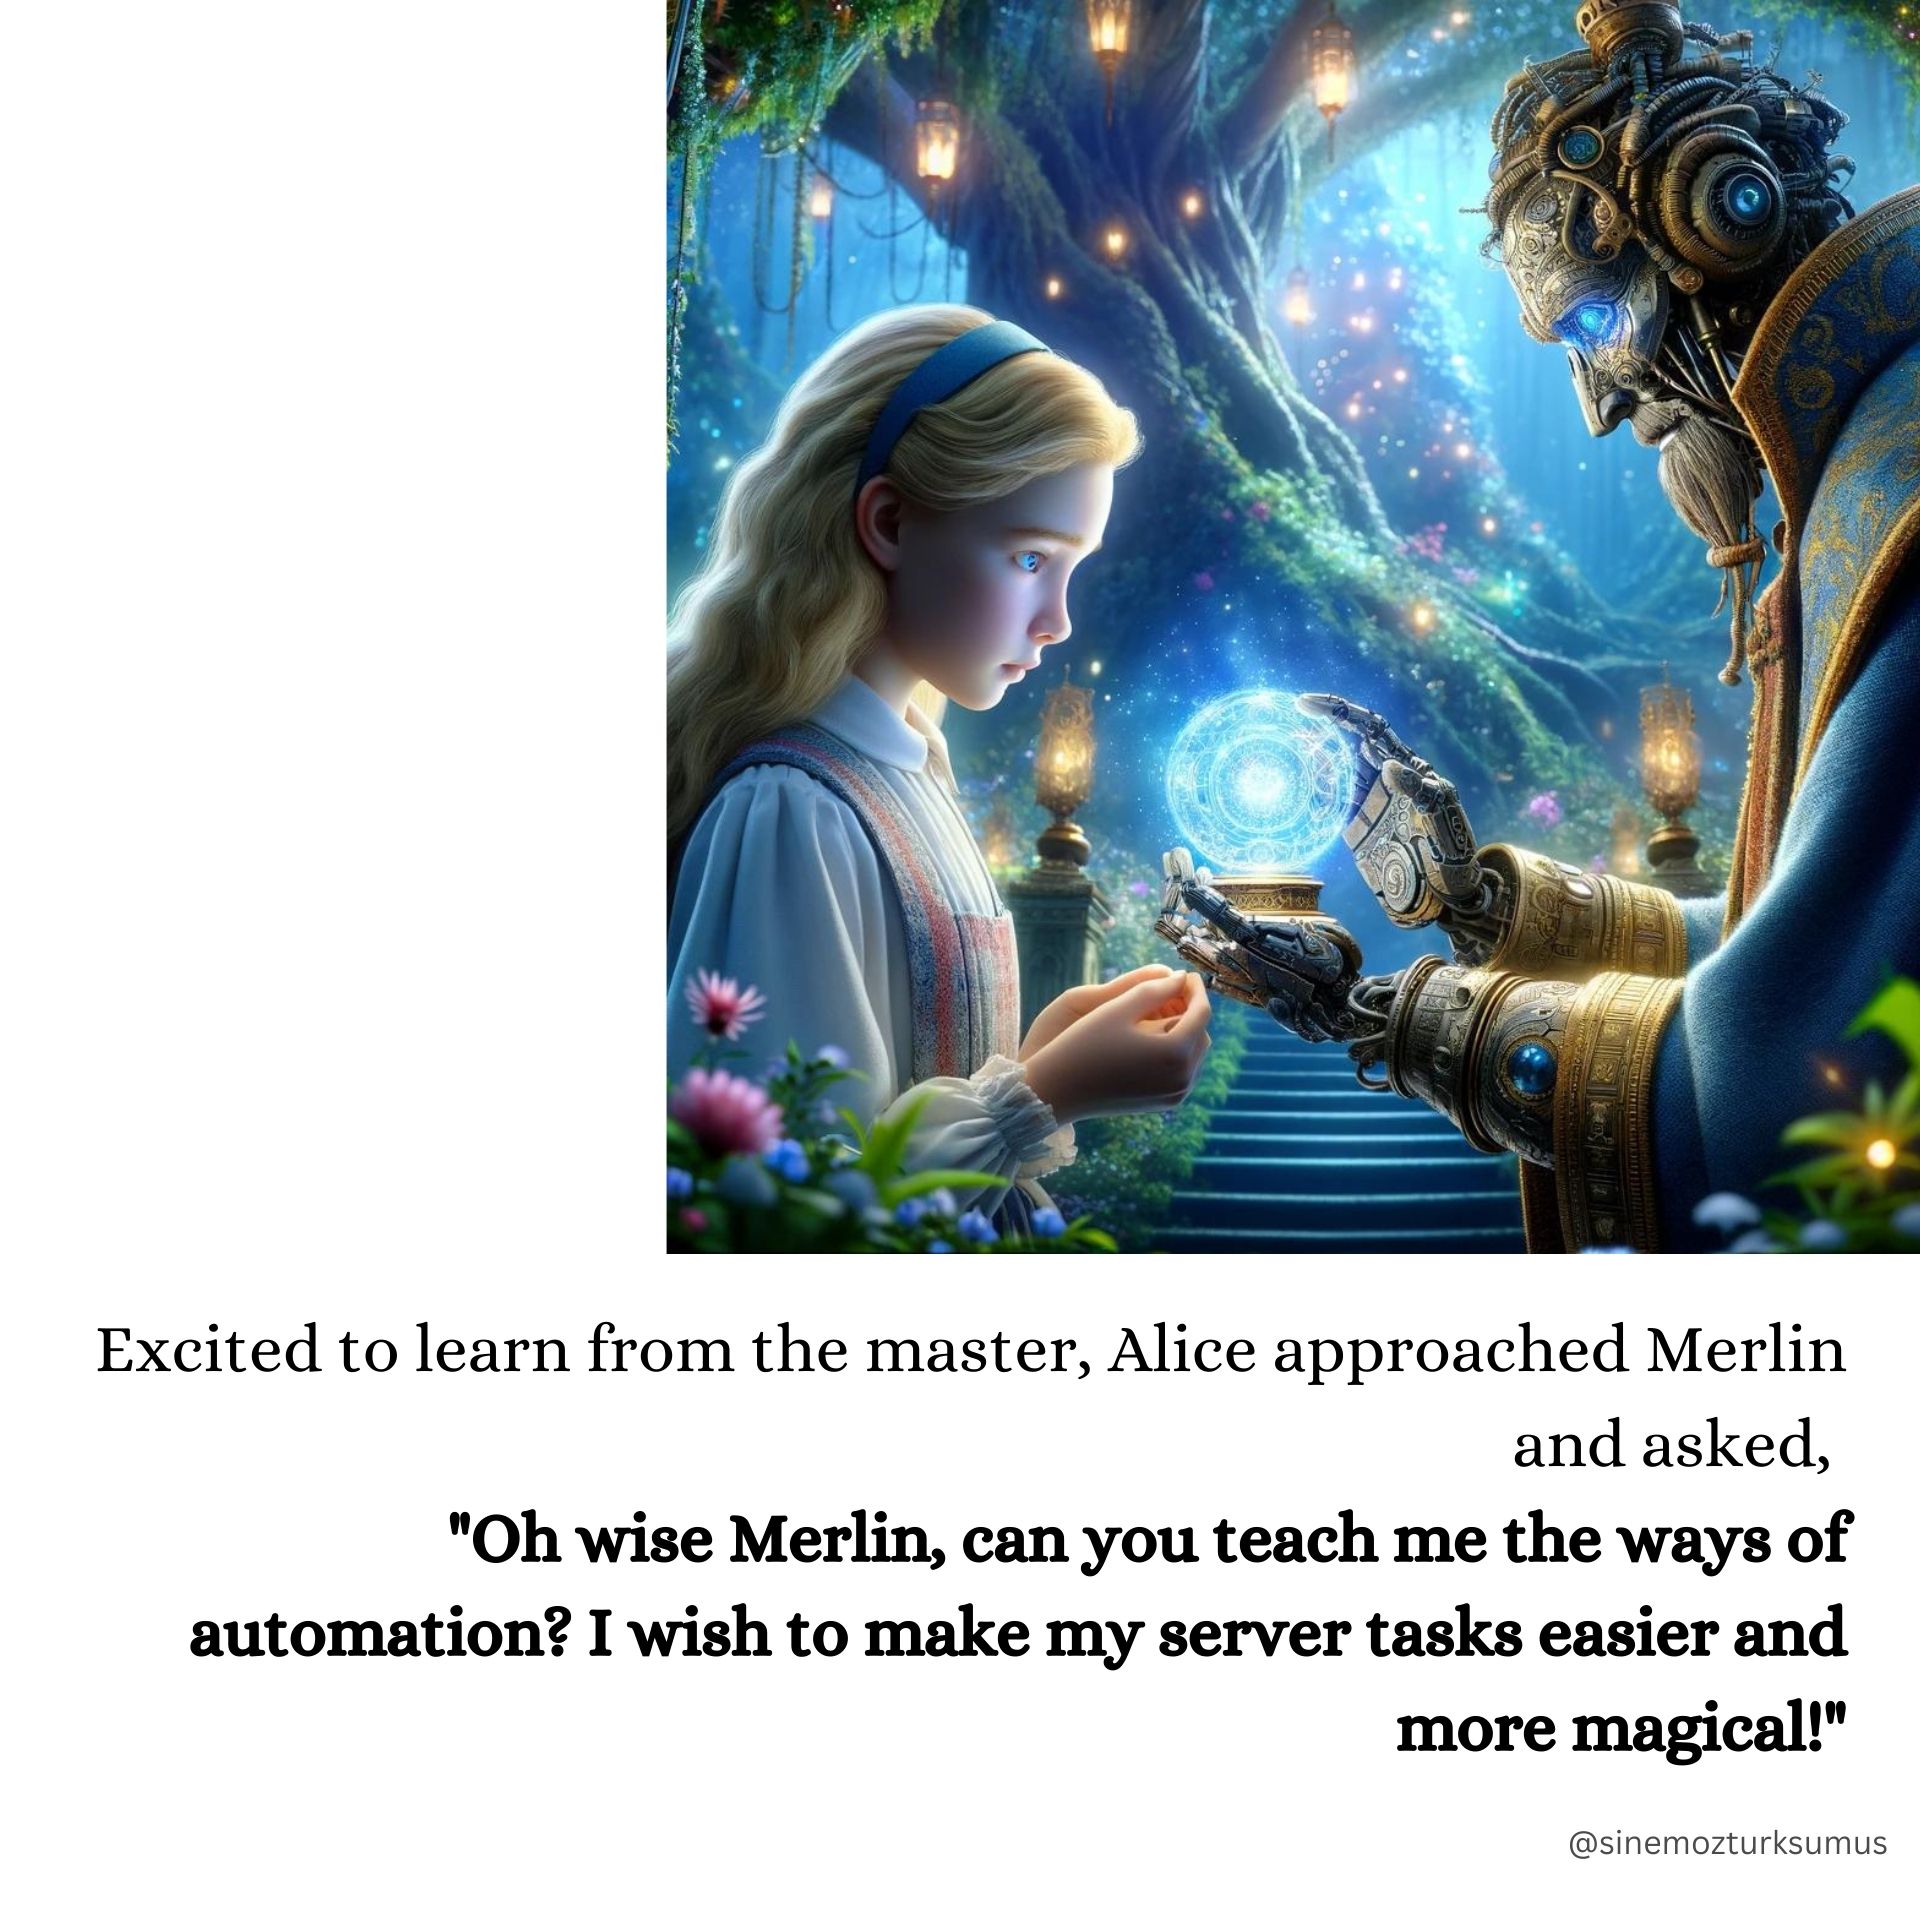 Excited to learn from the master, Alice approached Merlin
and asked,
"Oh wise Merlin, can you teach me the ways of
automation? I wish to make my server tasks easier and
more magical!"
@sinemozturksumus